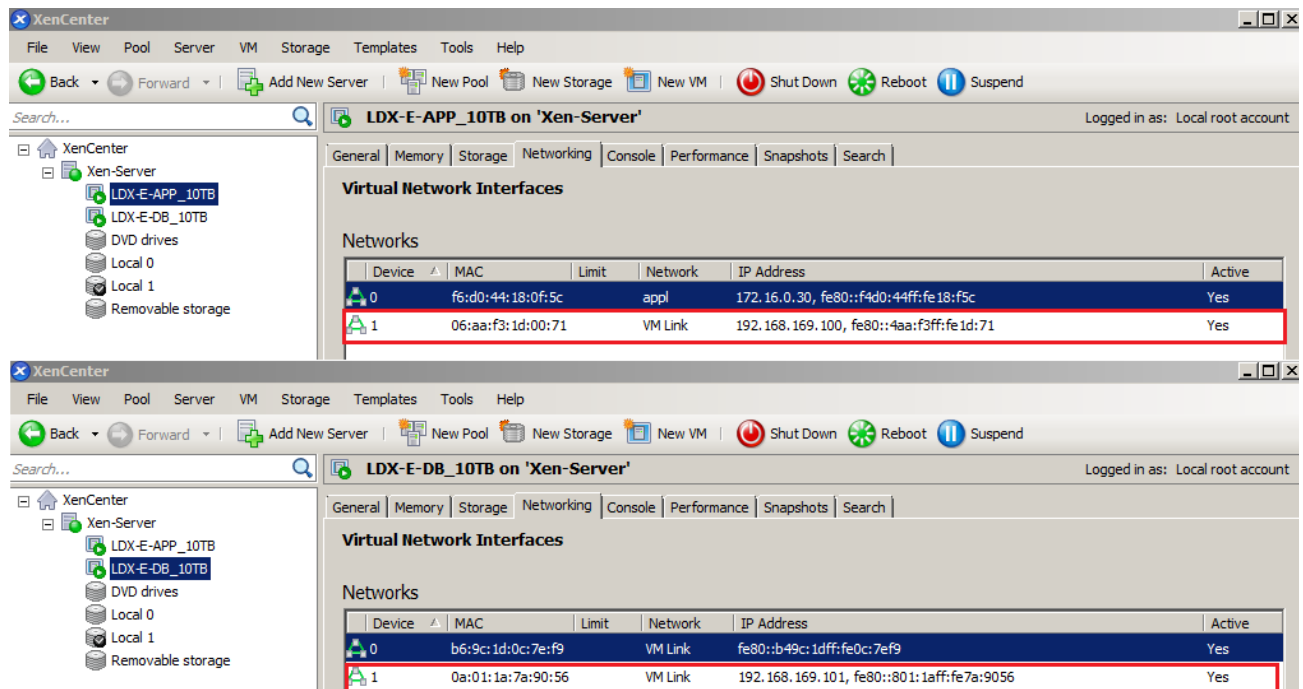 XenCenter
File View Pool Server VM Storage Templates Tools Help
Back Forward Add New Server New Pool New Storage New VM Shut Down Reboot Suspend
Search... LDX-E-APP_10TB on 'Xen-Server' Logged in as: Local root account
XenCenter
Xen-Server
LDX-E-APP_10TB
LDX-E-DB_10TB
DVD drives
Local 0
Local 1
Removable storage
General Memory Storage Networking Console Performance Snapshots Search
Virtual Network Interfaces
Networks
Device MAC Limit Network IP Address Active
0 f6:d0:44:18:0f:5c appl 172.16.0.30, fe80::f4d0:44ff:fe18:f5c Yes
1 06:aa:f3:1d:00:71 VM Link 192.168.169.100, fe80::4aa:f3ff:fe1d:71 Yes
XenCenter
File View Pool Server VM Storage Templates Tools Help
Back Forward Add New Server New Pool New Storage New VM Shut Down Reboot Suspend
Search... LDX-E-DB_10TB on 'Xen-Server' Logged in as: Local root account
XenCenter
Xen-Server
LDX-E-APP_10TB
LDX-E-DB_10TB
DVD drives
Local 0
Local 1
Removable storage
General Memory Storage Networking Console Performance Snapshots Search
Virtual Network Interfaces
Networks
Device MAC Limit Network IP Address Active
0 b6:9c:1d:0c:7e:f9 VM Link fe80::b49c:1dff:fe0c:7ef9 Yes
1 0a:01:1a:7a:90:56 VM Link 192.168.169.101, fe80::801:1aff:fe7a:9056 Yes